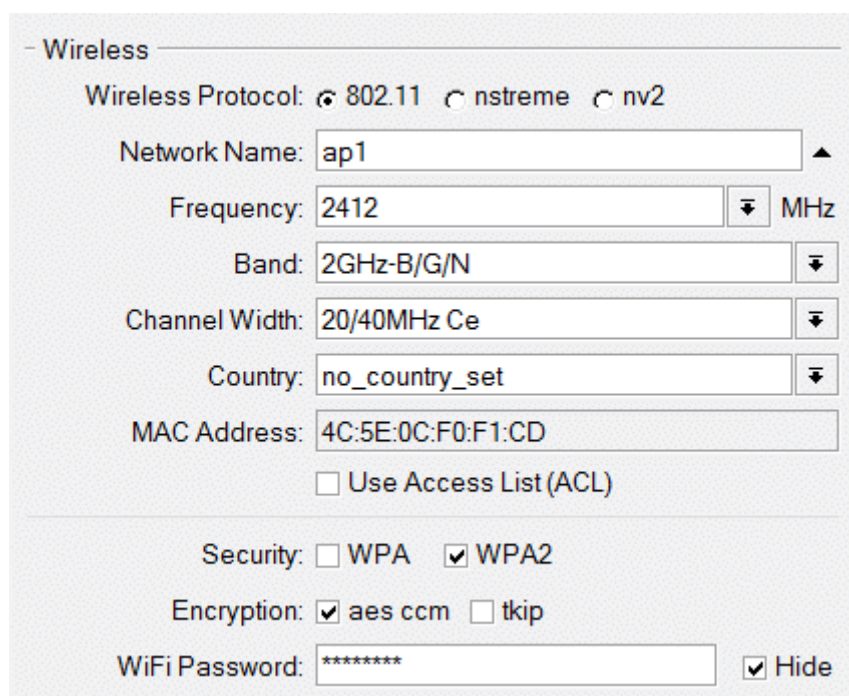 Wireless
Wireless Protocol: 802.11 nstreme nv2
Network Name: ap1
Frequency: 2412 MHz
Band: 2GHz-B/G/N
Channel Width: 20/40MHz Ce
Country: no_country_set
MAC Address: 4C:5E:0C:F0:F1:CD
Use Access List (ACL)
Security: WPA WPA2
Encryption: aes ccm tkip
WiFi Password: ******** Hide